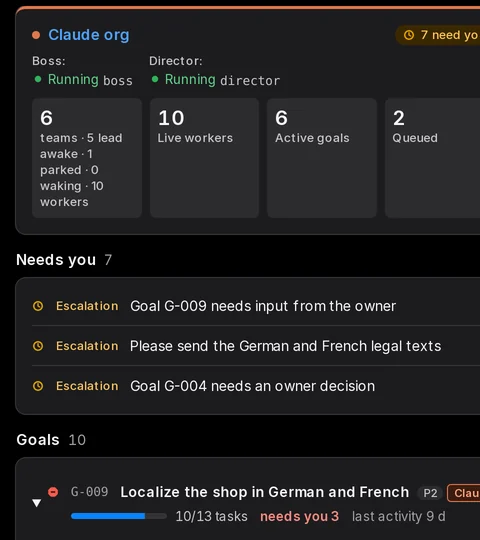 Claude org
7 need yo
Boss:
Director:
Running boss
Running director
6
teams · 5 lead
awake · 1
parked · 0
waking · 10
workers
10
Live workers
6
Active goals
2
Queued
Needs you 7
Escalation Goal G-009 needs input from the owner
Escalation Please send the German and French legal texts
Escalation Goal G-004 needs an owner decision
Goals 10
G-009 Localize the shop in German and French P2 Clau
10/13 tasks needs you 3 last activity 9 d